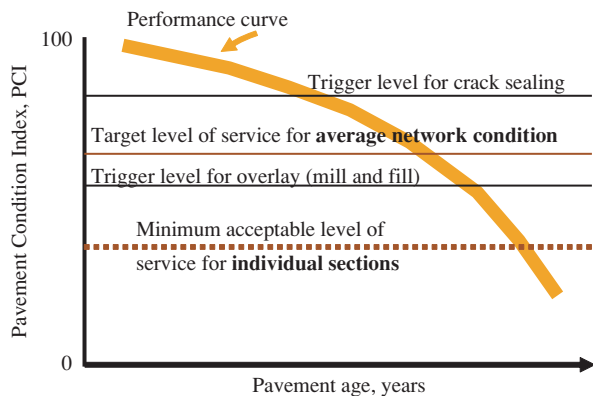 Performance curve
100
Trigger level for crack sealing
Target level of service for average network condition
Trigger level for overlay (mill and fill)
Minimum acceptable level of
service for individual sections
0
Pavement Condition Index, PCI
Pavement age, years